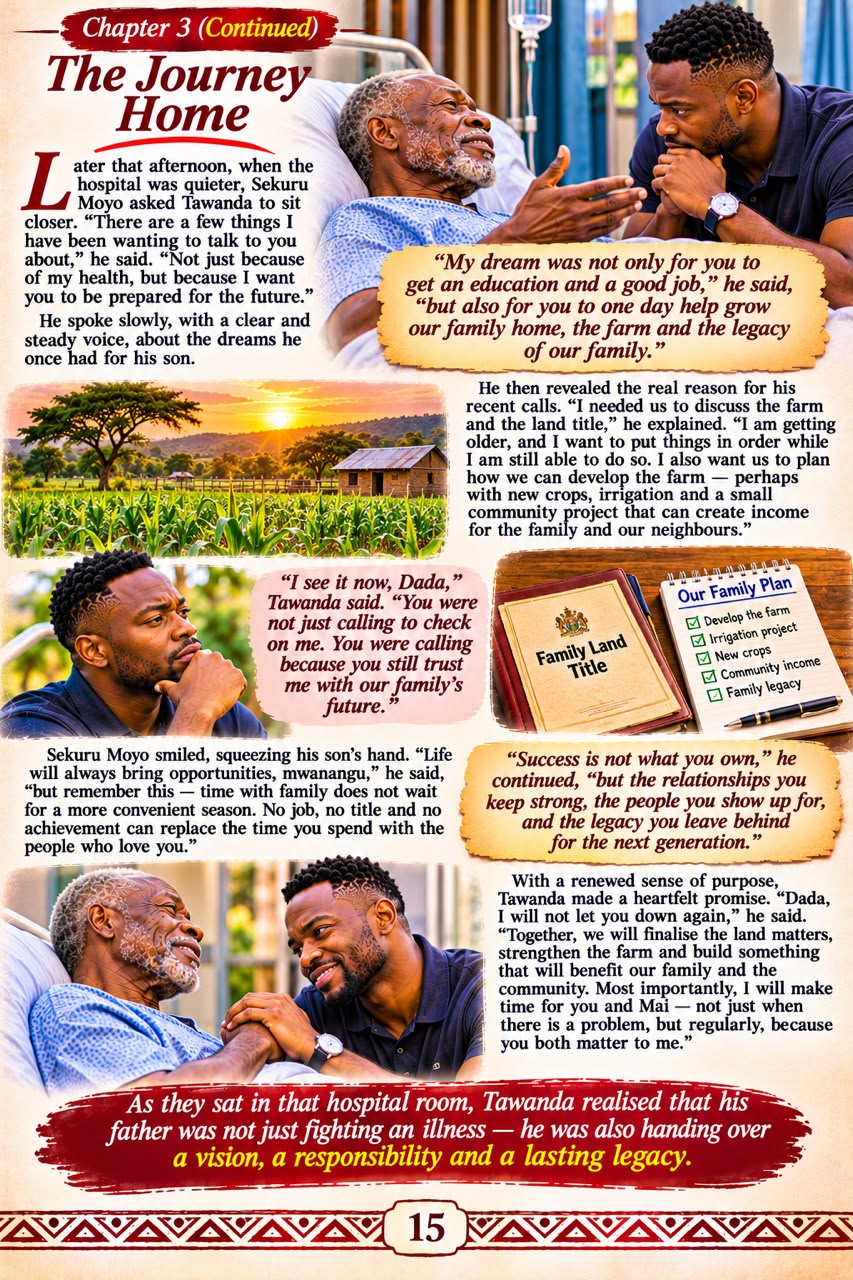 Chapter 3 (Continued)
The Journey
Home
Later that afternoon, when the
hospital was quieter, Sekuru
Moyo asked Tawanda to sit
closer. “There are a few things I
have been wanting to talk to you
about,” he said. “Not just because
of my health, but because I want
you to be prepared for the future.”
He spoke slowly, with a clear and
steady voice, about the dreams he
once had for his son.
“My dream was not only for you to
get an education and a good job,” he said,
“but also for you to one day help grow
our family home, the farm and the legacy
of our family.”
He then revealed the real reason for his
recent calls. “I needed us to discuss the farm
and the land title,” he explained. “I am getting
older, and I want to put things in order while
I am still able to do so. I also want us to plan
how we can develop the farm — perhaps
with new crops, irrigation and a small
community project that can create income
for the family and our neighbours.”
“I see it now, Dada,”
Tawanda said. “You were
not just calling to check
on me. You were calling
because you still trust
me with our family’s
future.”
Family Land
Title
Our Family Plan
Develop the farm
Irrigation project
New crops
Community income
Family legacy
Sekuru Moyo smiled, squeezing his son’s hand. “Life
will always bring opportunities, mwanangu,” he said,
“but remember this — time with family does not wait
for a more convenient season. No job, no title and no
achievement can replace the time you spend with the
people who love you.”
“Success is not what you own,” he
continued, “but the relationships you
keep strong, the people you show up for,
and the legacy you leave behind
for the next generation.”
With a renewed sense of purpose,
Tawanda made a heartfelt promise. “Dada,
I will not let you down again,” he said.
“Together, we will finalise the land matters,
strengthen the farm and build something
that will benefit our family and the
community. Most importantly, I will make
time for you and Mai — not just when
there is a problem, but regularly, because
you both matter to me.”
As they sat in that hospital room, Tawanda realised that his
father was not just fighting an illness — he was also handing over
a vision, a responsibility and a lasting legacy.
15